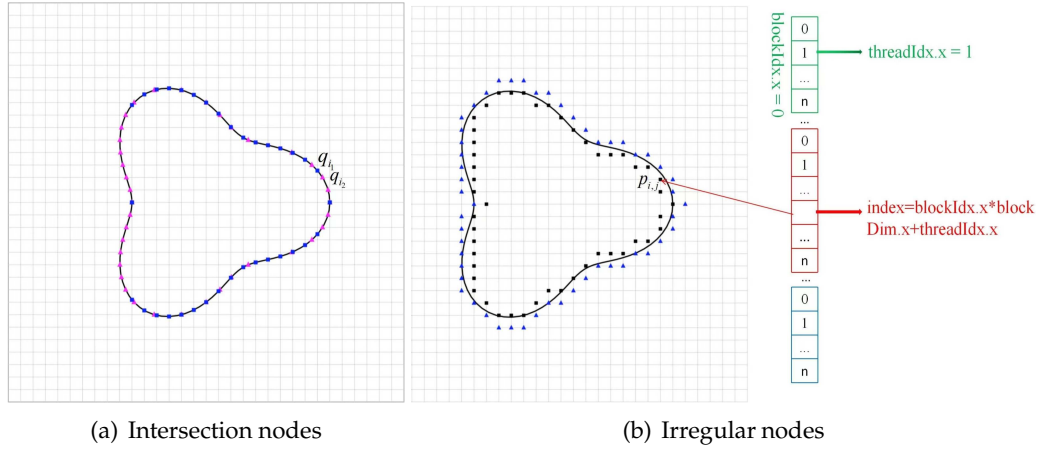 q_{i_1}
q_{i_2}
p_{i,j}
blockIdx.x = 0
0
1
...
n
...
0
1
...
...
n
...
0
1
...
n
threadIdx.x = 1
index=blockIdx.x*block
Dim.x+threadIdx.x
(a) Intersection nodes
(b) Irregular nodes